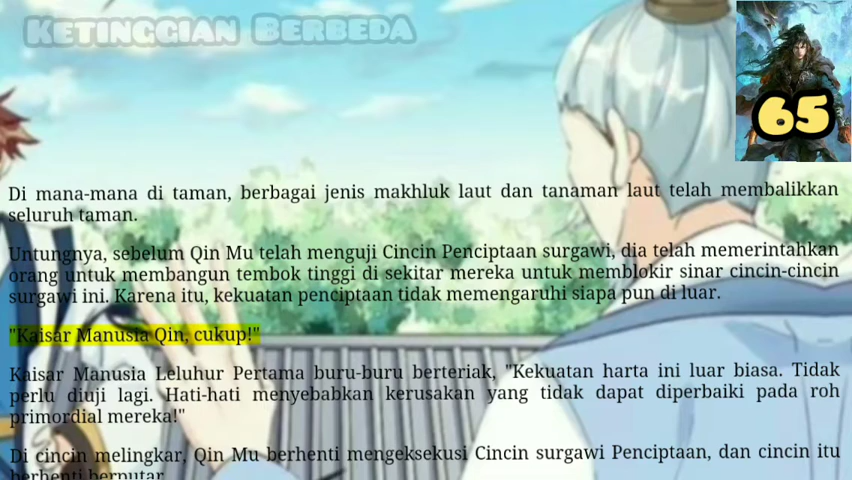 Ketinggian Berbeda
65
Di mana-mana di taman, berbagai jenis makhluk laut dan tanaman laut telah membalikkan
seluruh taman.
Untungnya, sebelum Qin Mu telah menguji Cincin Penciptaan surgawi, dia telah memerintahkan
orang untuk membangun tembok tinggi di sekitar mereka untuk memblokir sinar cincin-cincin
surgawi ini. Karena itu, kekuatan penciptaan tidak memengaruhi siapa pun di luar.
"Kaisar Manusia Qin, cukup!"
Kaisar Manusia Leluhur Pertama buru-buru berteriak, "Kekuatan harta ini luar biasa. Tidak
perlu diuji lagi. Hati-hati menyebabkan kerusakan yang tidak dapat diperbaiki pada roh
primordial mereka!"
Di cincin melingkar, Qin Mu berhenti mengeksekusi Cincin surgawi Penciptaan, dan cincin itu
berhenti berputar.